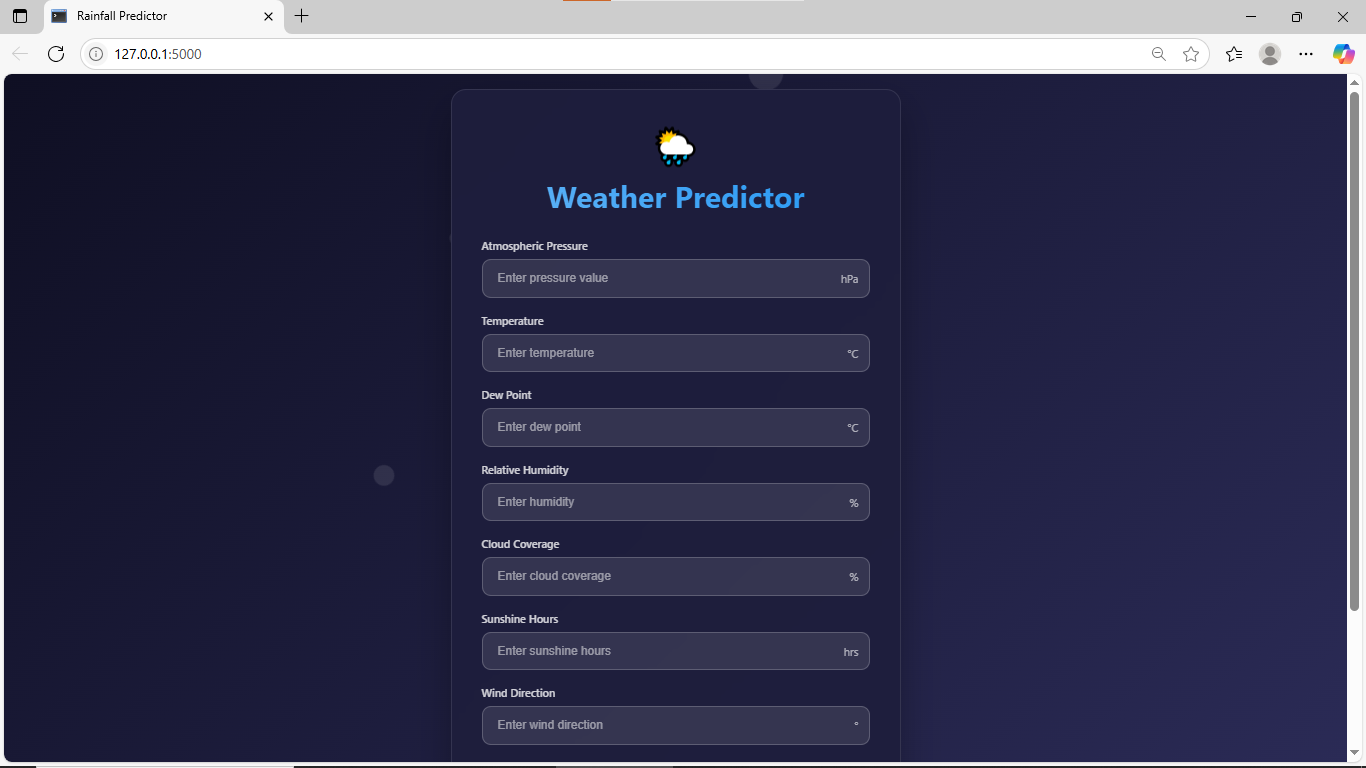 Rainfall Predictor
127.0.0.1:5000
Weather Predictor
Atmospheric Pressure
Enter pressure value hPa
Temperature
Enter temperature °C
Dew Point
Enter dew point °C
Relative Humidity
Enter humidity %
Cloud Coverage
Enter cloud coverage %
Sunshine Hours
Enter sunshine hours hrs
Wind Direction
Enter wind direction °